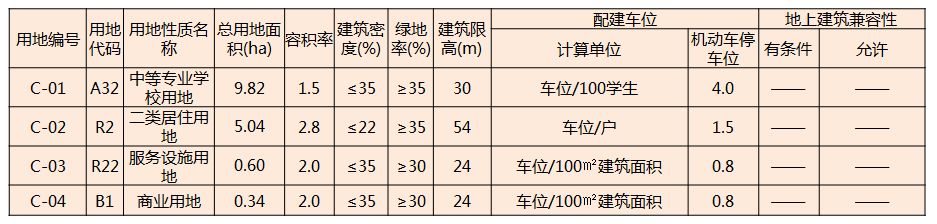 用地编号 用地代码 用地性质名称 总用地面积(ha) 容积率 建筑密度(%) 绿地率(%) 建筑限高(m) 配建车位 地上建筑兼容性
计算单位 机动车停车位 有条件 允许
C-01 A32 中等专业学校用地 9.82 1.5 ≤35 ≥35 30 车位/100学生 4.0 —— ——
C-02 R2 二类居住用地 5.04 2.8 ≤22 ≥35 54 车位/户 1.5 —— ——
C-03 R22 服务设施用地 0.60 2.0 ≤35 ≥30 24 车位/100㎡建筑面积 0.8 —— ——
C-04 B1 商业用地 0.34 2.0 ≤35 ≥30 24 车位/100㎡建筑面积 0.8 —— ——